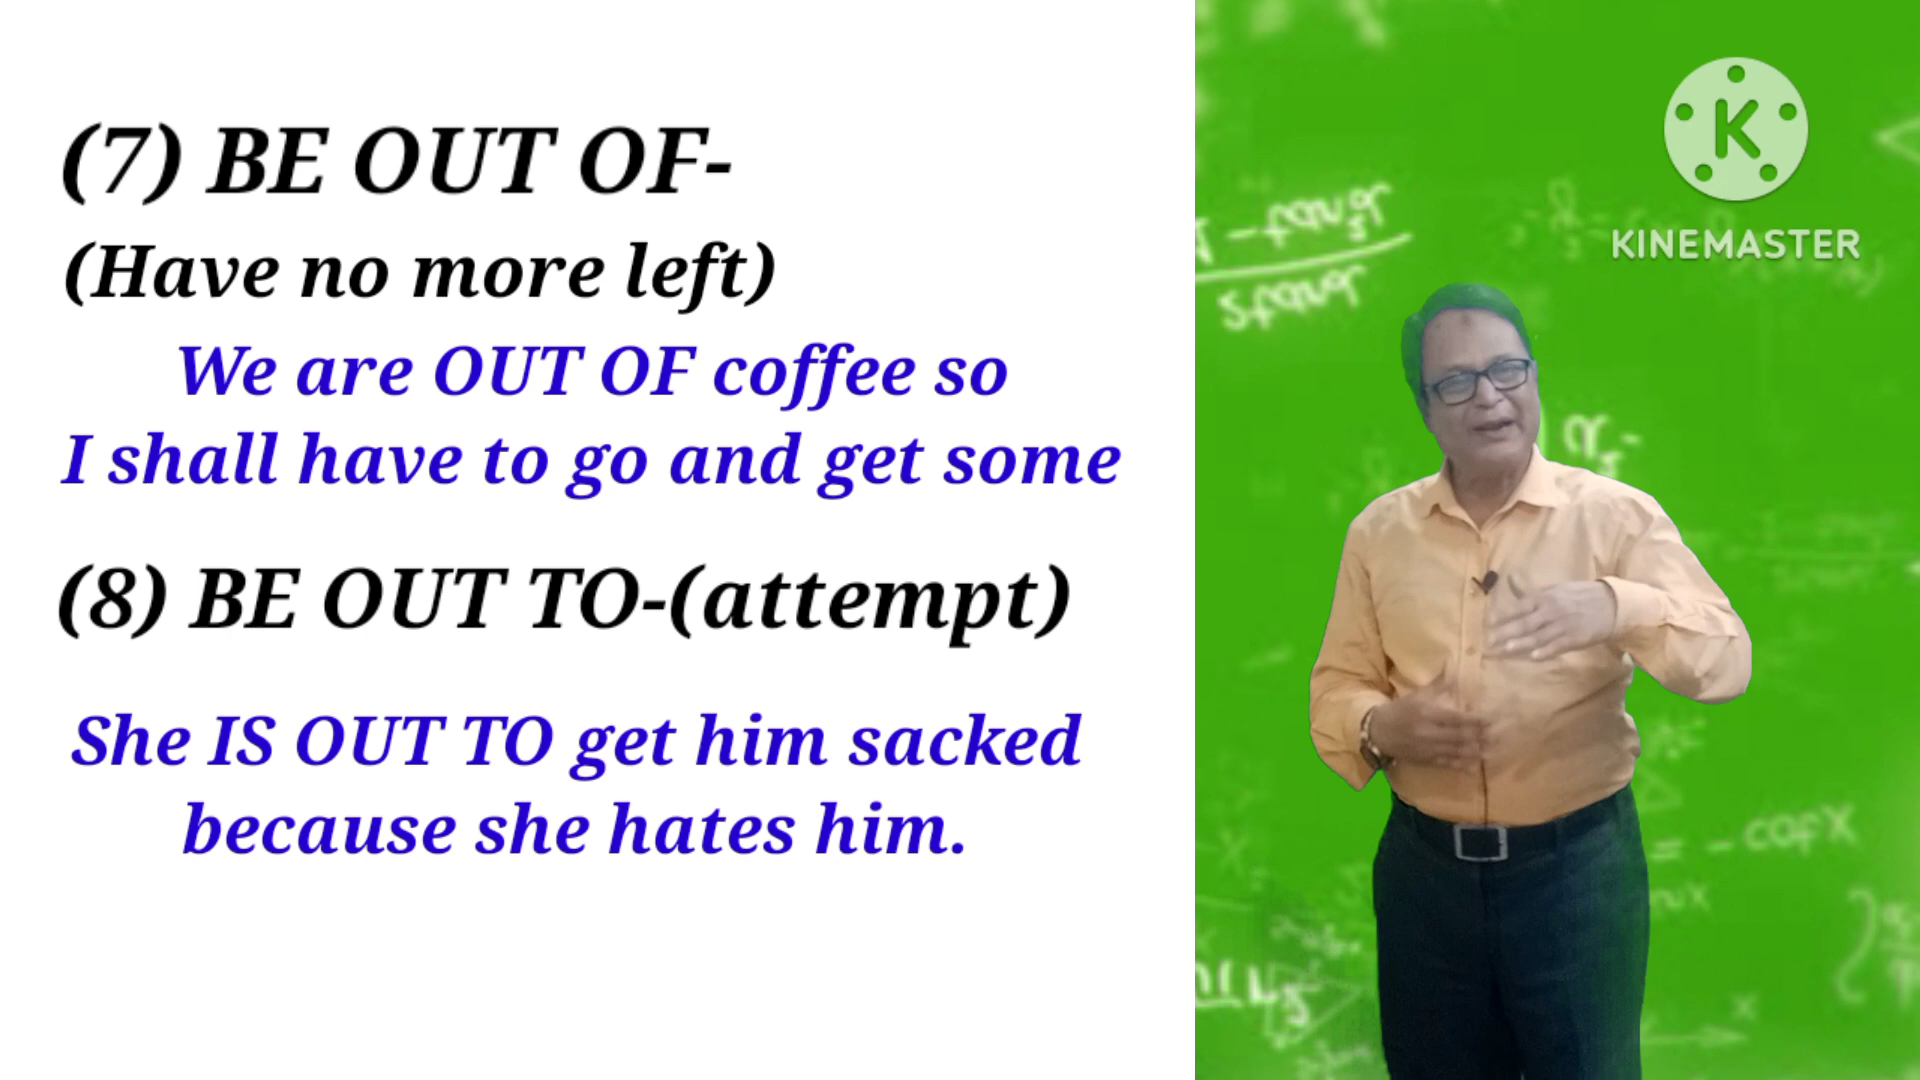 (7) BE OUT OF-
(Have no more left)
We are OUT OF coffee so
I shall have to go and get some
(8) BE OUT TO-(attempt)
She IS OUT TO get him sacked
because she hates him.
K
KINEMASTER